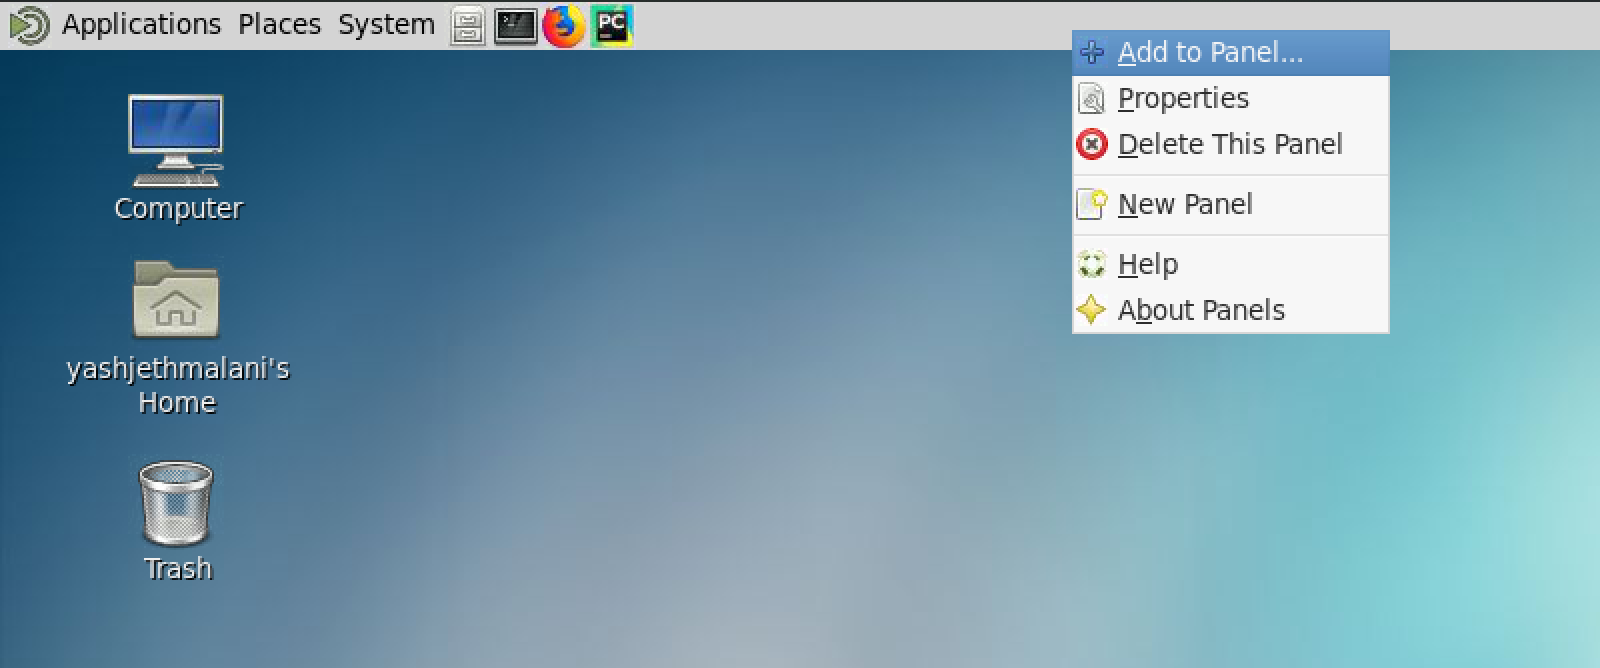 Applications Places System PC
Add to Panel...
Properties
Delete This Panel
New Panel
Help
About Panels
Computer
yashjethmalani's
Home
Trash